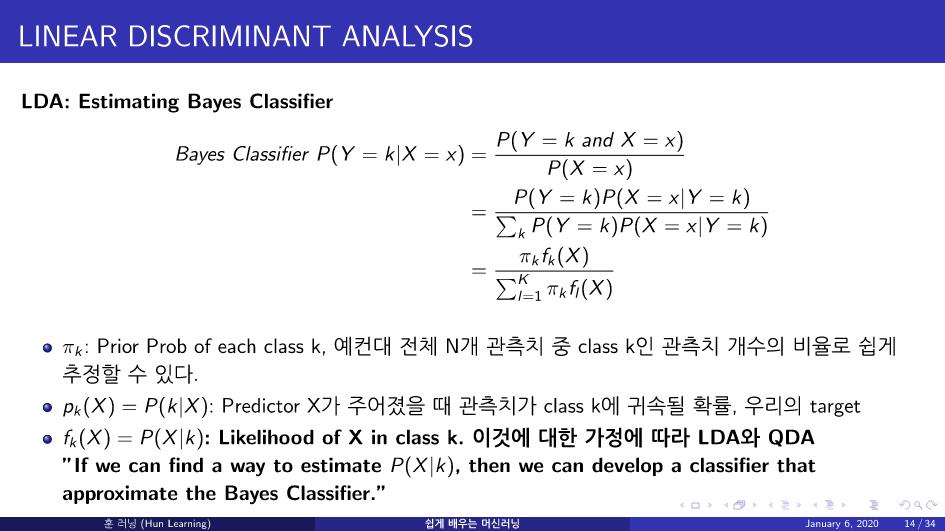 LINEAR DISCRIMINANT ANALYSIS
LDA: Estimating Bayes Classifier
Bayes Classifier P(Y = k|X = x) = \frac{P(Y = k and X = x)}{P(X = x)}
= \frac{P(Y = k)P(X = x|Y = k)}{\sum_k P(Y = k)P(X = x|Y = k)}
= \frac{\pi_k f_k(X)}{\sum_{l=1}^{K} \pi_k f_l(X)}
π_k: Prior Prob of each class k, 예컨대 전체 N개 관측치 중 class k인 관측치 개수의 비율로 쉽게
추정할 수 있다.
p_k(X) = P(k|X): Predictor X가 주어졌을 때 관측치가 class k에 귀속될 확률, 우리의 target
f_k(X) = P(X|k): Likelihood of X in class k. 이것에 대한 가정에 따라 LDA와 QDA
”If we can find a way to estimate P(X|k), then we can develop a classifier that
approximate the Bayes Classifier.”
훈 러닝 (Hun Learning) 쉽게 배우는 머신러닝 January 6, 2020 14 / 34